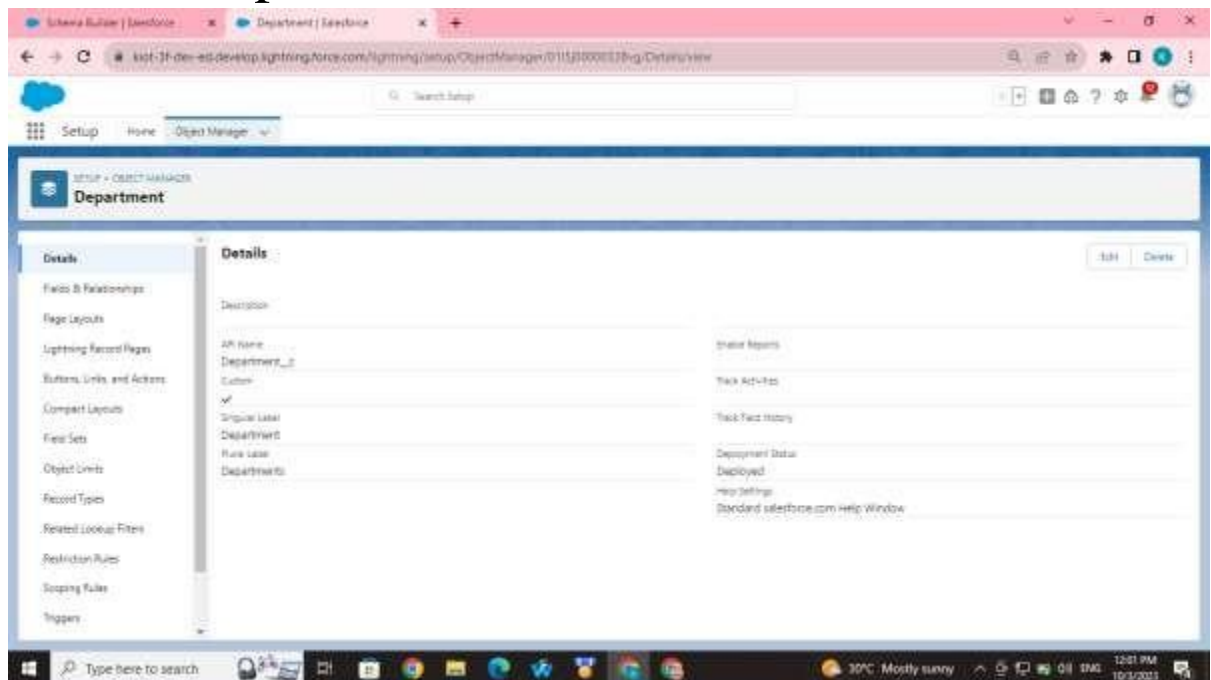 Schema Builder | Salesforce
Department | Salesforce
Search Setup
Setup
Home
Object Manager
SETUP > OBJECT MANAGER
Department
Details
Fields & Relationships
Page Layouts
Lightning Record Pages
Buttons, Links, and Actions
Compact Layouts
Field Sets
Object Limits
Record Types
Related Lookup Filters
Restriction Rules
Scoping Rules
Triggers
Details
Edit
Delete
Description
API Name
Department__c
Custom
✓
Singular Label
Department
Plural Label
Departments
Enable Reports
Track Activities
Track Field History
Deployment Status
Deployed
Help Settings
Standard salesforce.com Help Window
Type here to search
30°C Mostly sunny
ENG
12:01 PM
10/3/2023